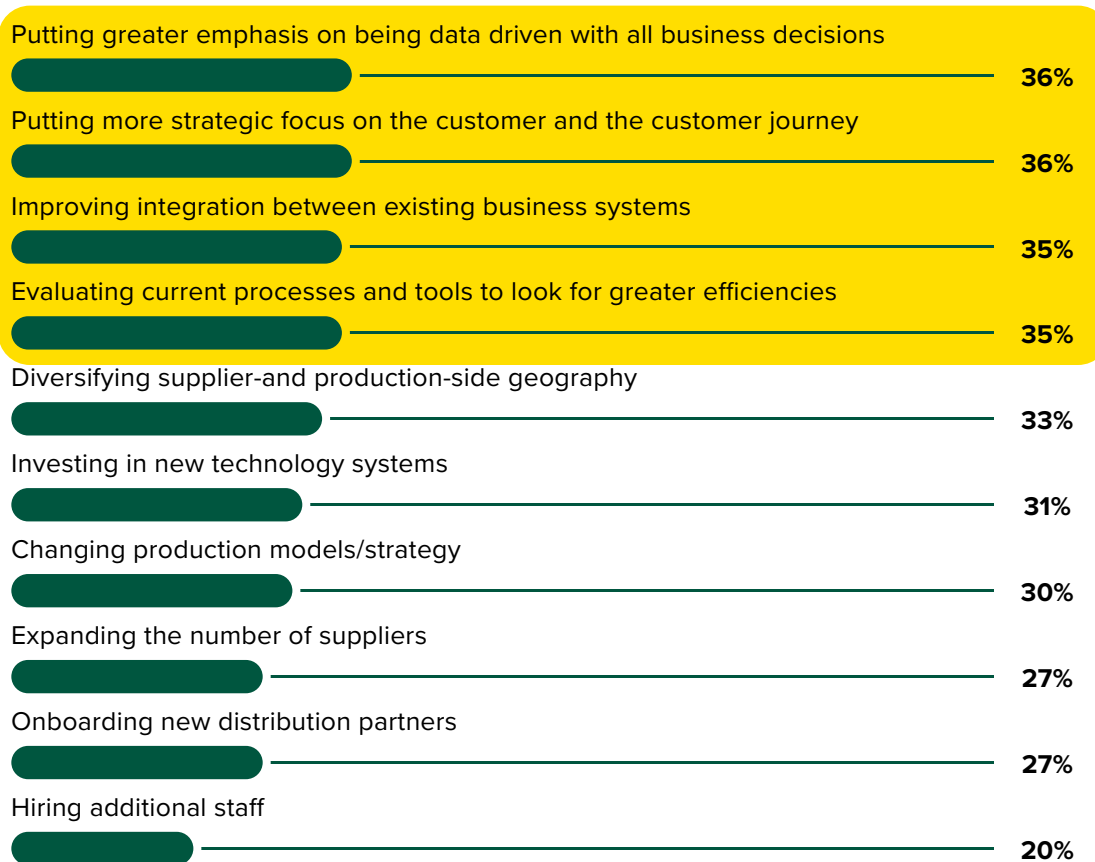 Putting greater emphasis on being data driven with all business decisions
36%
Putting more strategic focus on the customer and the customer journey
36%
Improving integration between existing business systems
35%
Evaluating current processes and tools to look for greater efficiencies
35%
Diversifying supplier-and production-side geography
33%
Investing in new technology systems
31%
Changing production models/strategy
30%
Expanding the number of suppliers
27%
Onboarding new distribution partners
27%
Hiring additional staff
20%